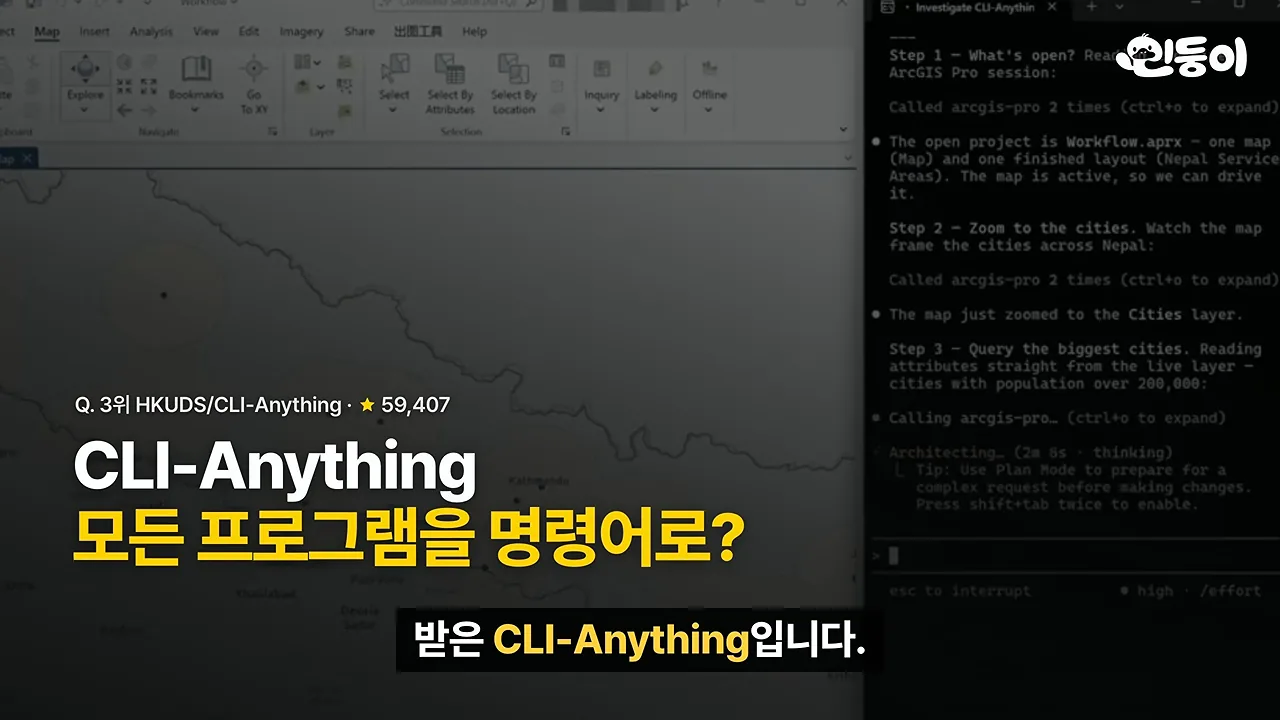 Map Insert Analysis View Edit Imagery Share 出图工具 Help
Explore
Bookmarks
Go To XY
Select
Select By Attributes
Select By Location
Inquiry
Labeling
Offline
Navigate
Layer
Selection
Investigate CLI-Anythin
인둥이
Step 1 — What's open?
ArcGIS Pro session:
Called arcgis-pro 2 times (ctrl+o to expand)
The open project is Workflow.aprx — one map
(Map) and one finished layout (Nepal Service
Areas). The map is active, so we can drive
it.
Step 2 — Zoom to the cities. Watch the map
frame the cities across Nepal:
Called arcgis-pro 2 times (ctrl+o to expand)
The map just zoomed to the Cities layer.
Step 3 — Query the biggest cities. Reading
attributes straight from the live layer —
cities with population over 200,000:
Calling arcgis-pro… (ctrl+o to expand)
Architecting… (2m 6s · thinking)
Tip: Use Plan Mode to prepare for a
complex request before making changes.
Press shift+tab twice to enable.
>
esc to interrupt
high · /effort
Kathmandu
Q. 3위 HKUDS/CLI-Anything · ★ 59,407
CLI-Anything
모든 프로그램을 명령어로?
받은 CLI-Anything입니다.